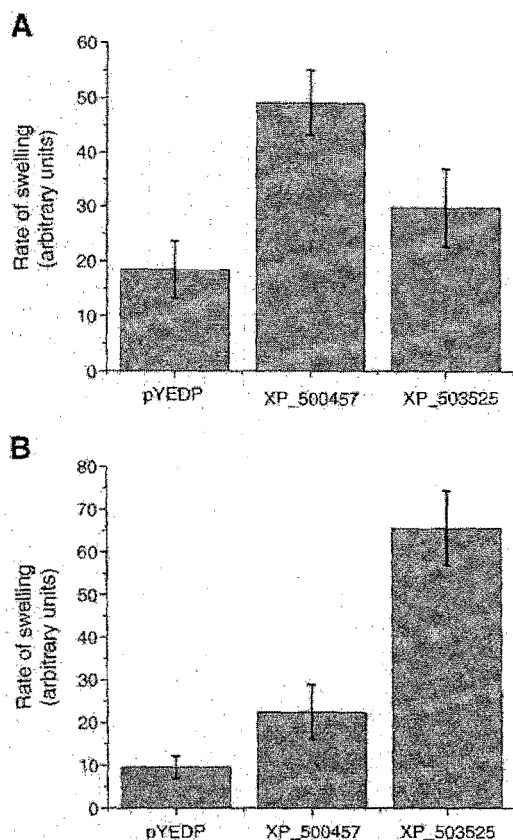 A
60
50
40
30
20
10
0
Rate of swelling
(arbitrary units)
pYEDP XP_500457 XP_503525
B
80
70
60
50
40
30
20
10
0
Rate of swelling
(arbitrary units)
pYEDP XP_500457 XP_503525